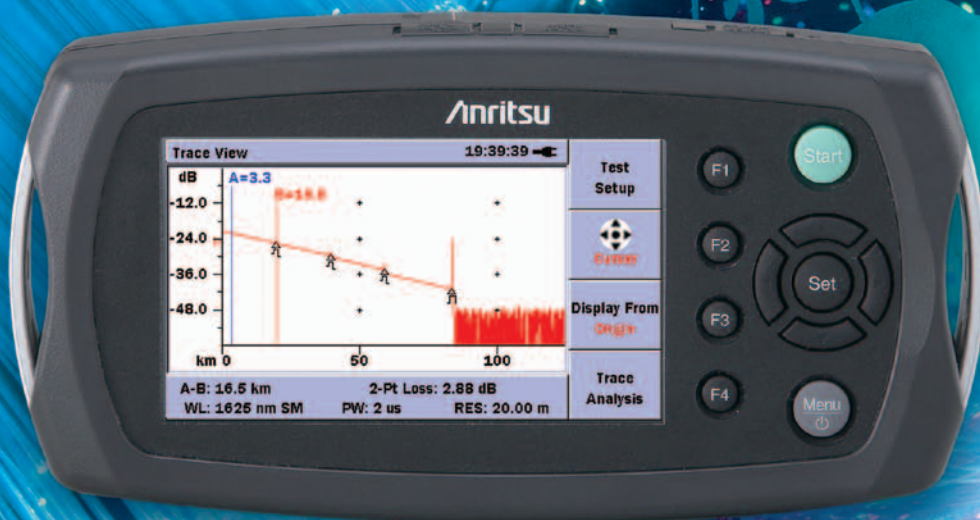 Anritsu
Trace View 19:39:39
dB A=3.3
-12.0
-24.0
-36.0
-48.0
km 0 50 100
A-B: 16.5 km 2-Pt Loss: 2.88 dB
WL: 1625 nm SM PW: 2 us RES: 20.00 m
Test
Setup
Display From
Origin
Trace
Analysis
F1
F2
F3
F4
Start
Set
Menu